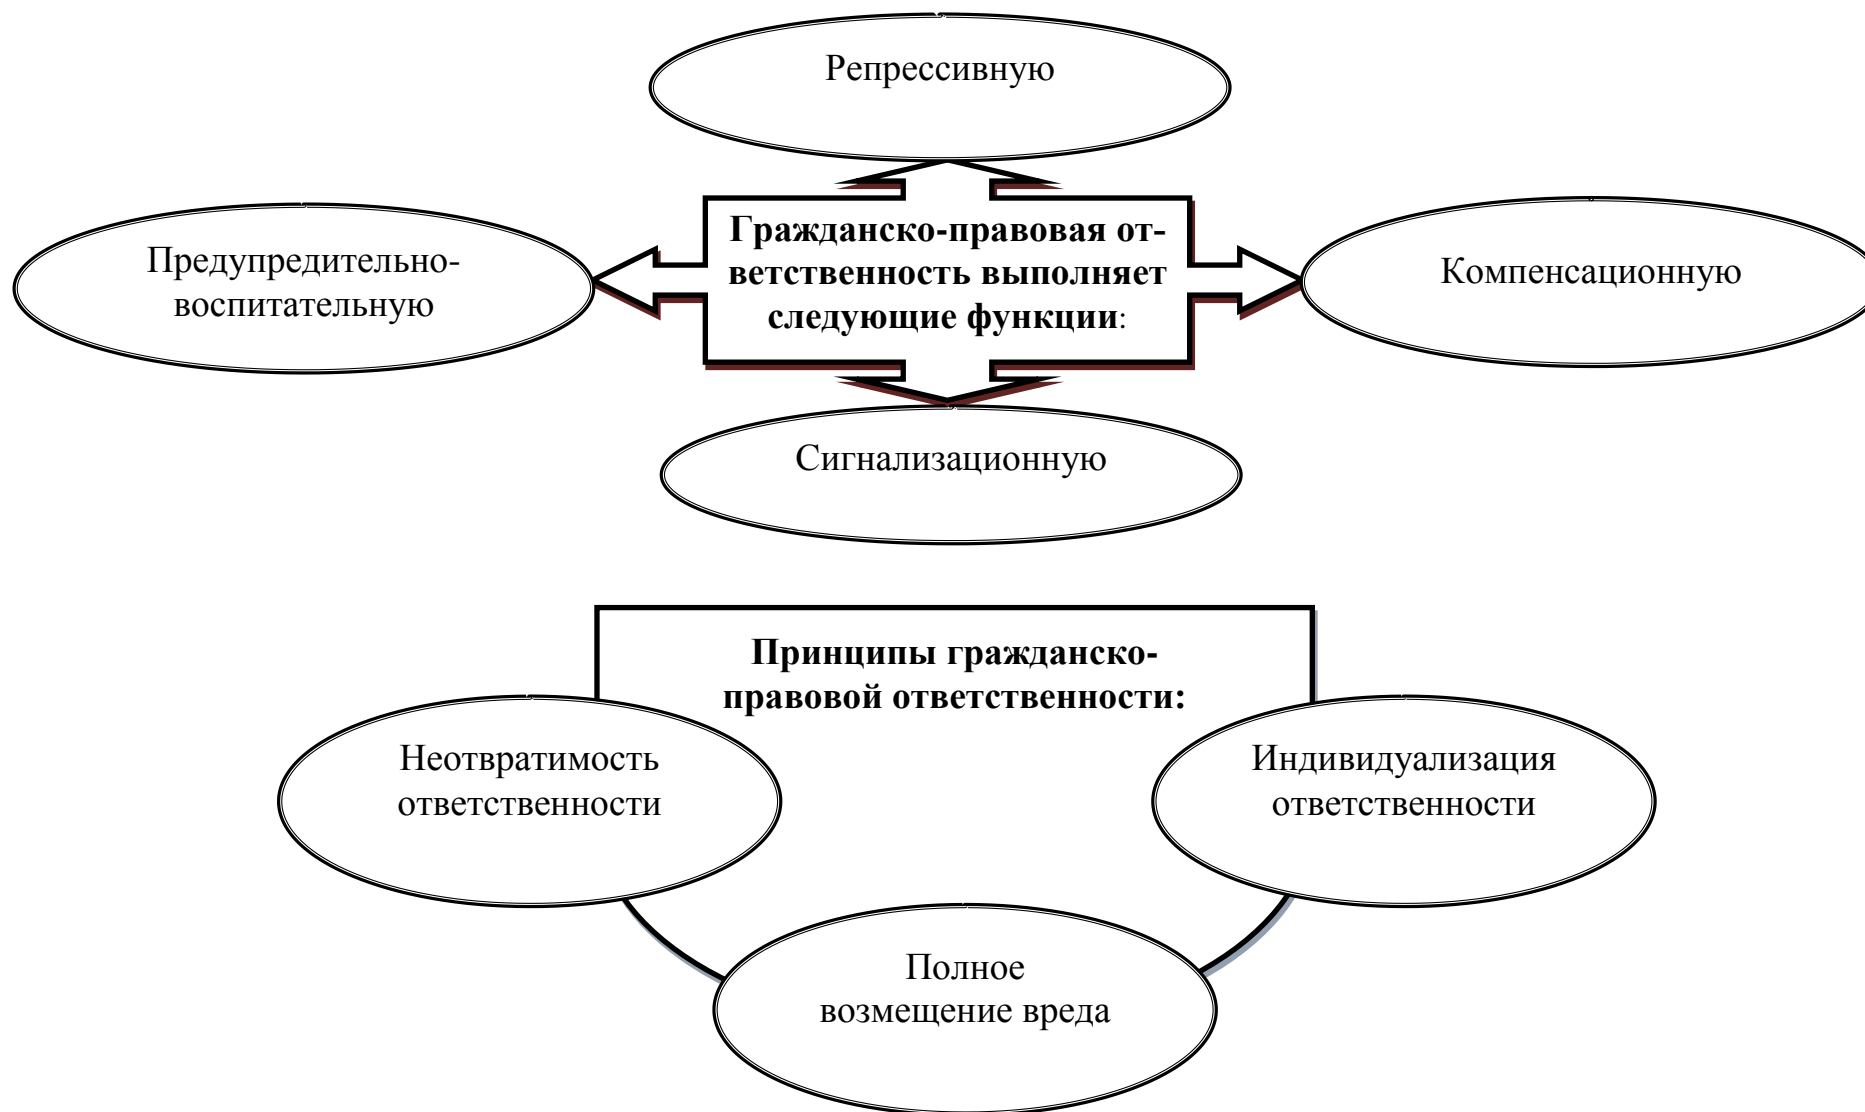 Репрессивную
Гражданско-правовая от-
ветственность выполняет
следующие функции:
Предупредительно-
воспитательную
Компенсационную
Сигнализационную
Принципы гражданско-
правовой ответственности:
Неотвратимость
ответственности
Индивидуализация
ответственности
Полное
возмещение вреда